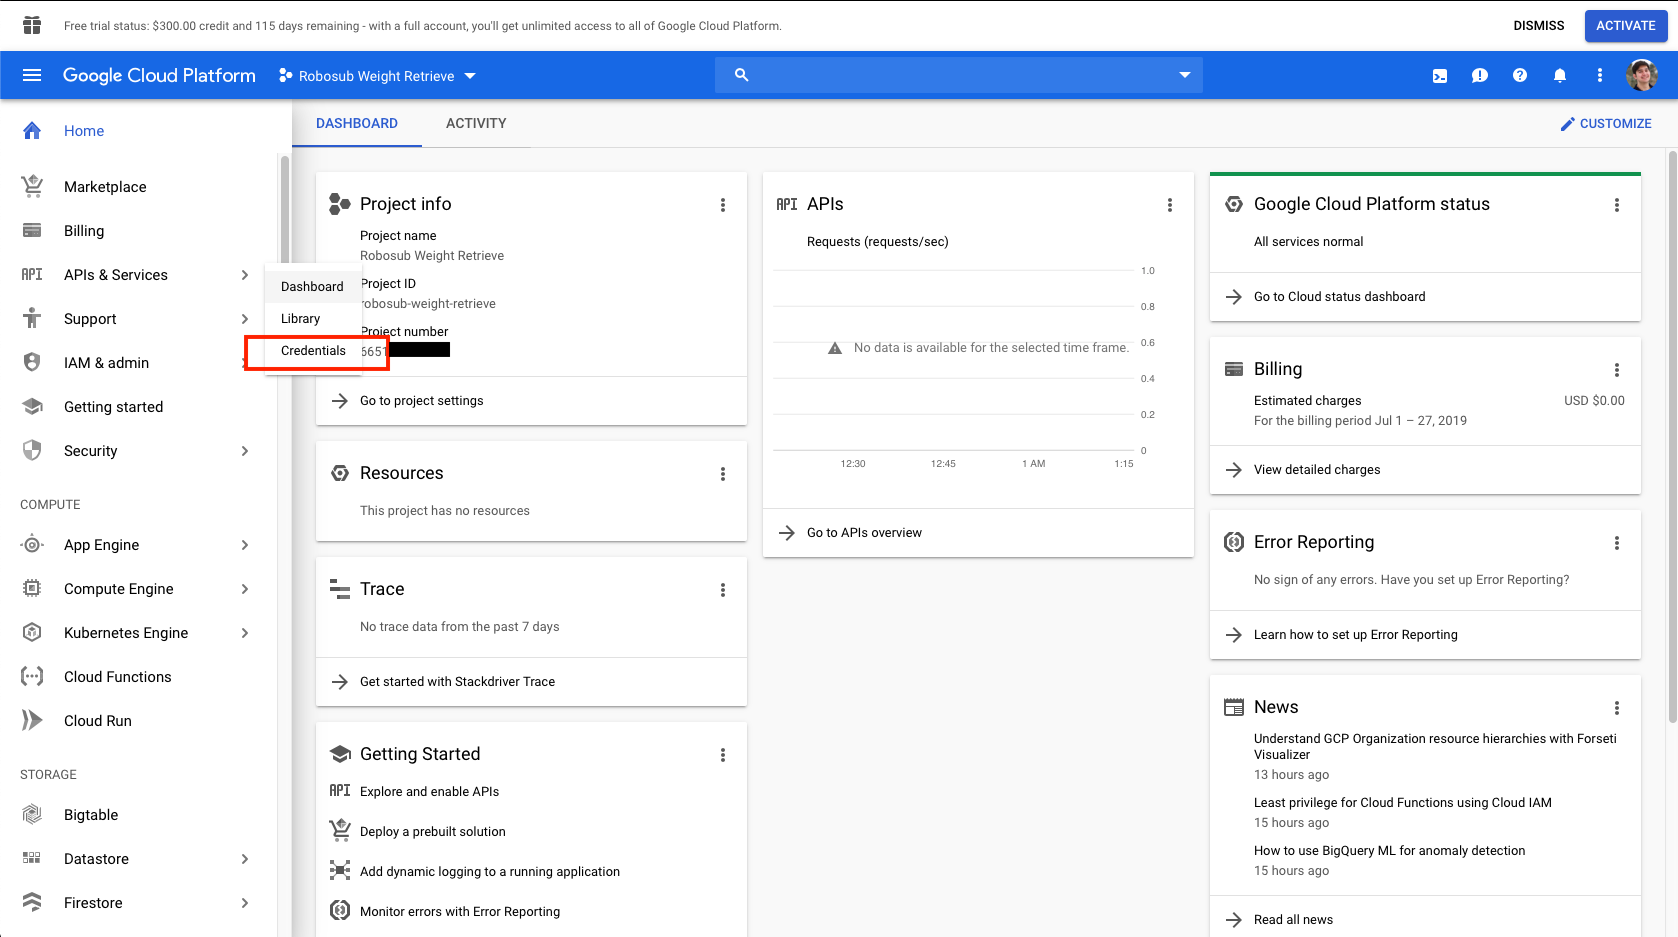 Free trial status: $300.00 credit and 115 days remaining - with a full account, you'll get unlimited access to all of Google Cloud Platform.
DISMISS
ACTIVATE
Google Cloud Platform
Robosub Weight Retrieve
Home
Marketplace
Billing
API
APIs & Services
Support
IAM & admin
Getting started
Security
COMPUTE
App Engine
Compute Engine
Kubernetes Engine
Cloud Functions
Cloud Run
STORAGE
Bigtable
Datastore
Firestore
Dashboard
Library
Credentials
DASHBOARD
ACTIVITY
CUSTOMIZE
Project info
Project name
Robosub Weight Retrieve
Project ID
robosub-weight-retrieve
Project number
6651
Go to project settings
Resources
This project has no resources
Trace
No trace data from the past 7 days
Get started with Stackdriver Trace
Getting Started
API
Explore and enable APIs
Deploy a prebuilt solution
Add dynamic logging to a running application
Monitor errors with Error Reporting
API
APIs
Requests (requests/sec)
1.0
0.8
No data is available for the selected time frame.
0.6
0.4
0.2
0
12:30
12:45
1 AM
1:15
Go to APIs overview
Google Cloud Platform status
All services normal
Go to Cloud status dashboard
Billing
Estimated charges
USD $0.00
For the billing period Jul 1 – 27, 2019
View detailed charges
Error Reporting
No sign of any errors. Have you set up Error Reporting?
Learn how to set up Error Reporting
News
Understand GCP Organization resource hierarchies with Forseti
Visualizer
13 hours ago
Least privilege for Cloud Functions using Cloud IAM
15 hours ago
How to use BigQuery ML for anomaly detection
15 hours ago
Read all news